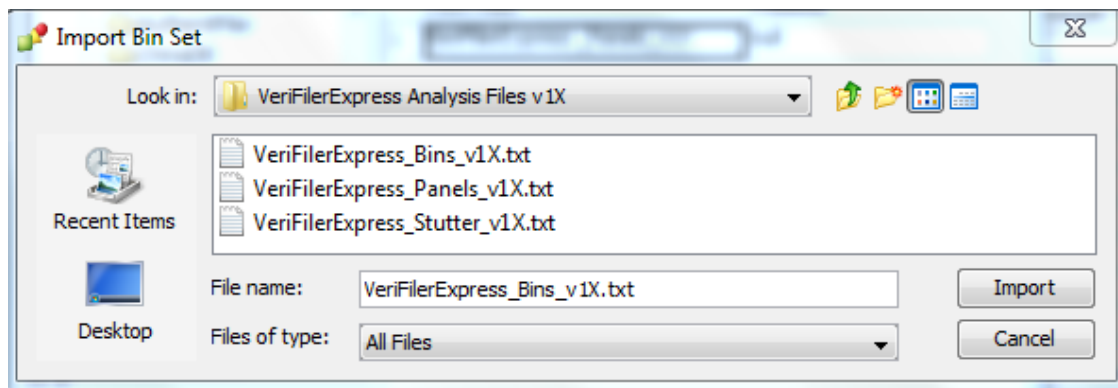 Import Bin Set
Look in: VeriFilerExpress Analysis Files v1X
VeriFilerExpress_Bins_v1X.txt
VeriFilerExpress_Panels_v1X.txt
VeriFilerExpress_Stutter_v1X.txt
Recent Items
Desktop
File name: VeriFilerExpress_Bins_v1X.txt Import
Files of type: All Files Cancel